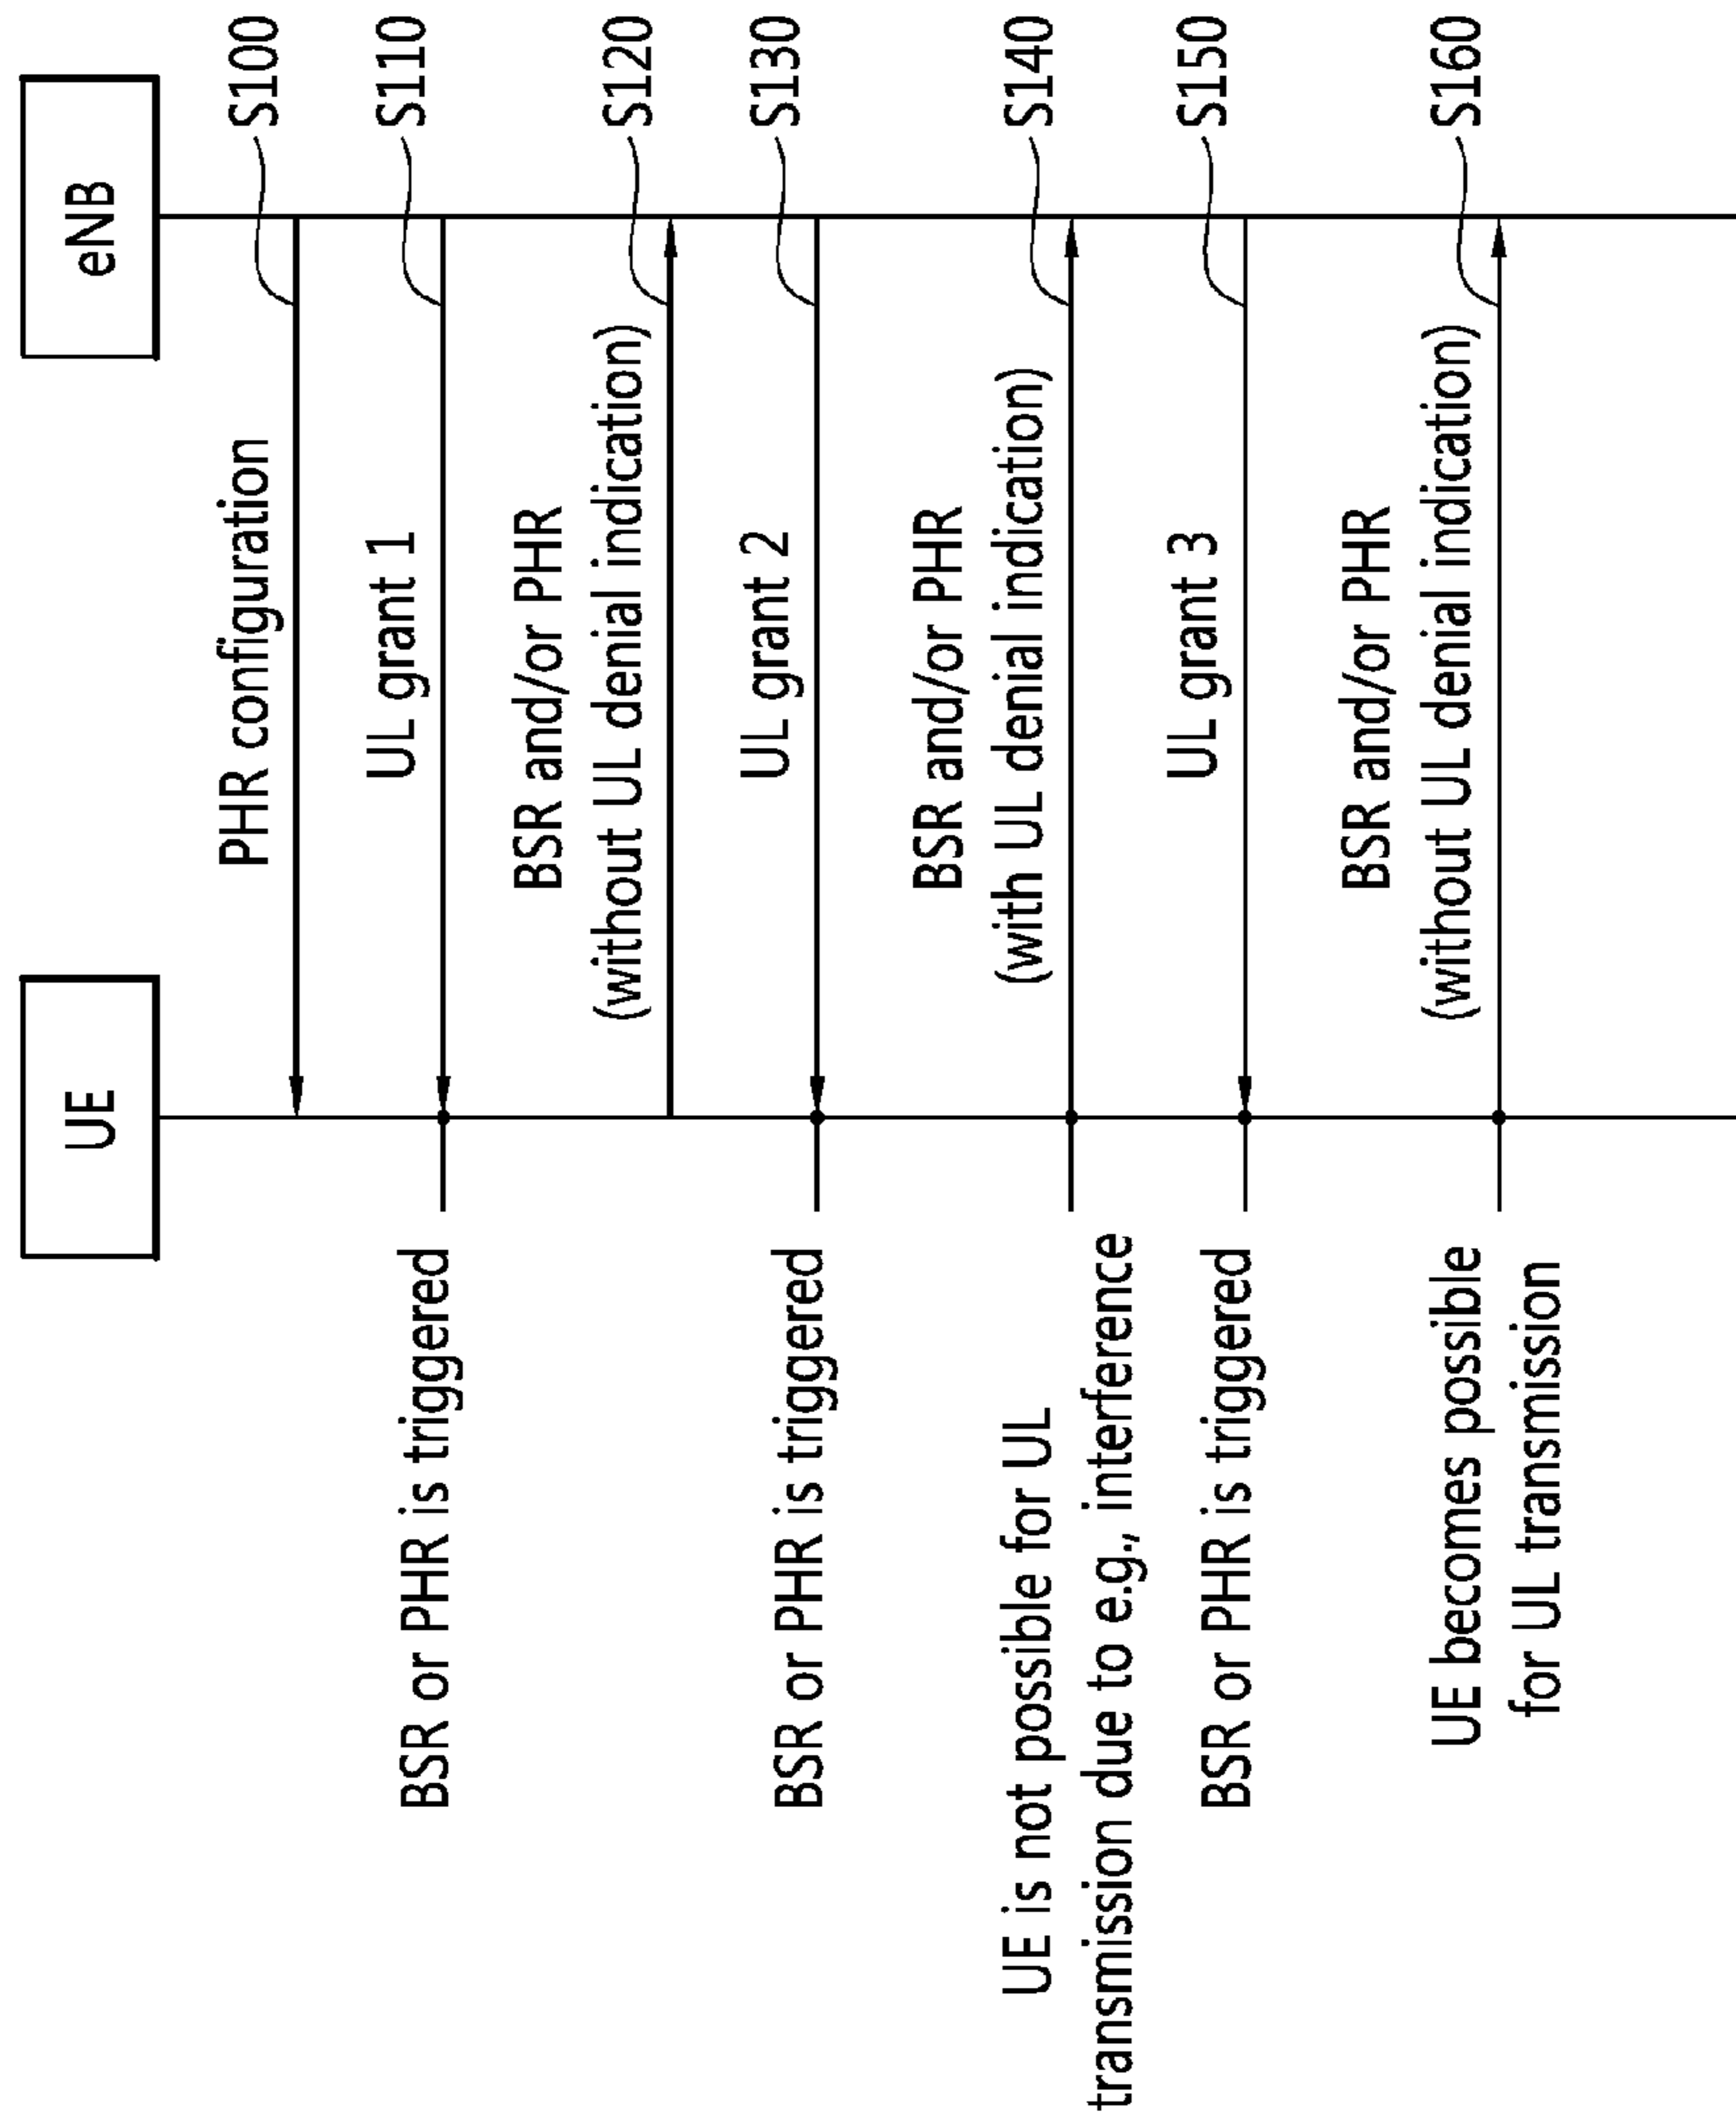 UE
eNB
PHR configuration
S100
BSR or PHR is triggered
UL grant 1
S110
BSR and/or PHR
(without UL denial indication)
S120
BSR or PHR is triggered
UL grant 2
S130
UE is not possible for UL
transmission due to e.g., interference
BSR and/or PHR
(with UL denial indication)
S140
BSR or PHR is triggered
UL grant 3
S150
UE becomes possible
for UL transmission
BSR and/or PHR
(without UL denial indication)
S160